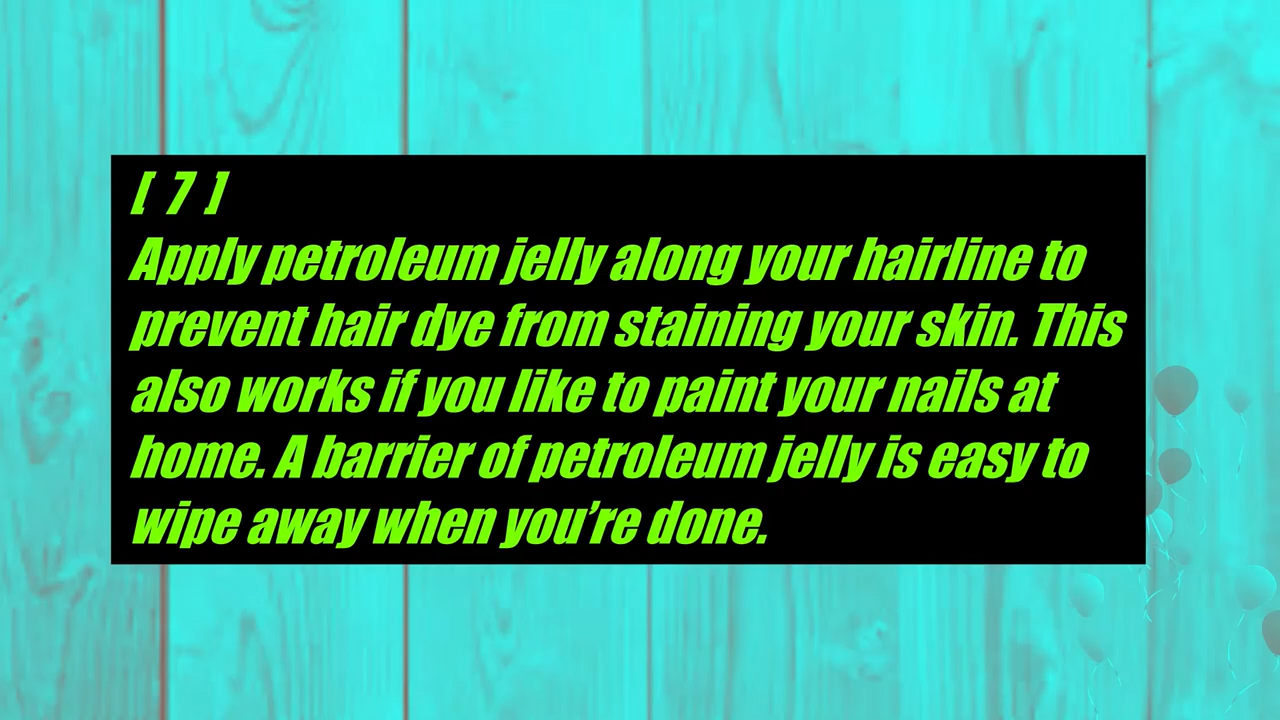 [ 7 ]
Apply petroleum jelly along your hairline to
prevent hair dye from staining your skin. This
also works if you like to paint your nails at
home. A barrier of petroleum jelly is easy to
wipe away when you’re done.